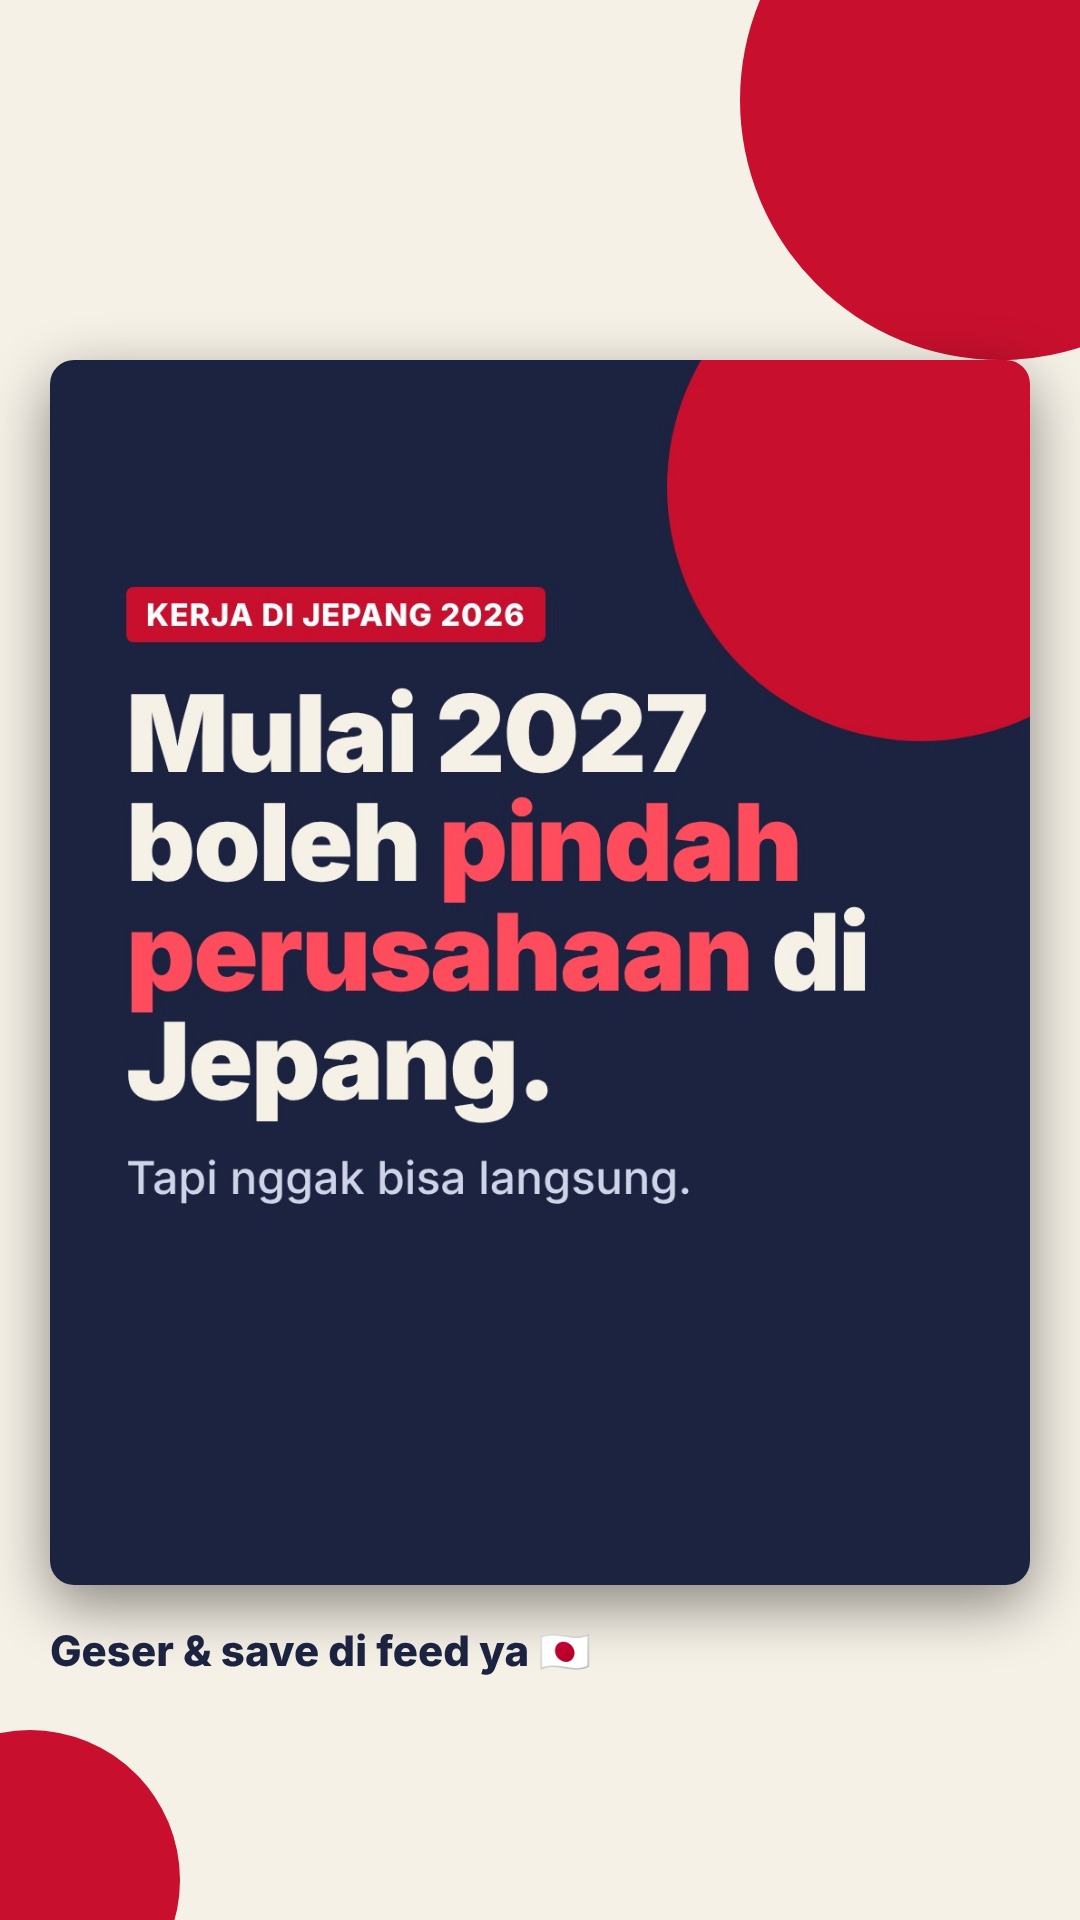 KERJA DI JEPANG 2026
Mulai 2027
boleh pindah
perusahaan di
Jepang.
Tapi nggak bisa langsung.
Geser & save di feed ya 🇯🇵